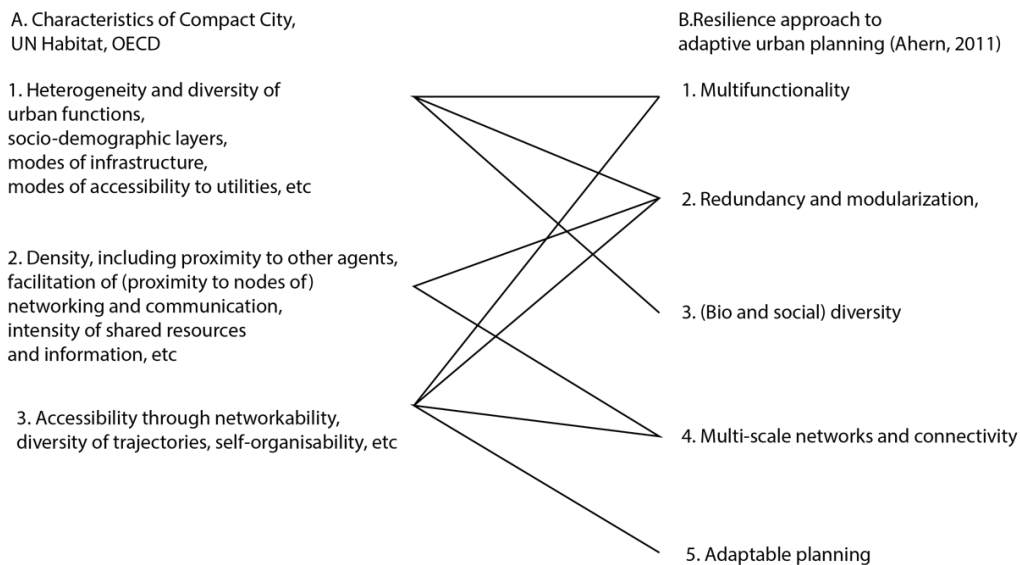 A. Characteristics of Compact City,
UN Habitat, OECD
1. Heterogeneity and diversity of
urban functions,
socio-demographic layers,
modes of infrastructure,
modes of accessibility to utilities, etc
2. Density, including proximity to other agents,
facilitation of (proximity to nodes of)
networking and communication,
intensity of shared resources
and information, etc
3. Accessibility through networkability,
diversity of trajectories, self-organisability, etc
B.Resilience approach to
adaptive urban planning (Ahern, 2011)
1. Multifunctionality
2. Redundancy and modularization,
3. (Bio and social) diversity
4. Multi-scale networks and connectivity
5. Adaptable planning